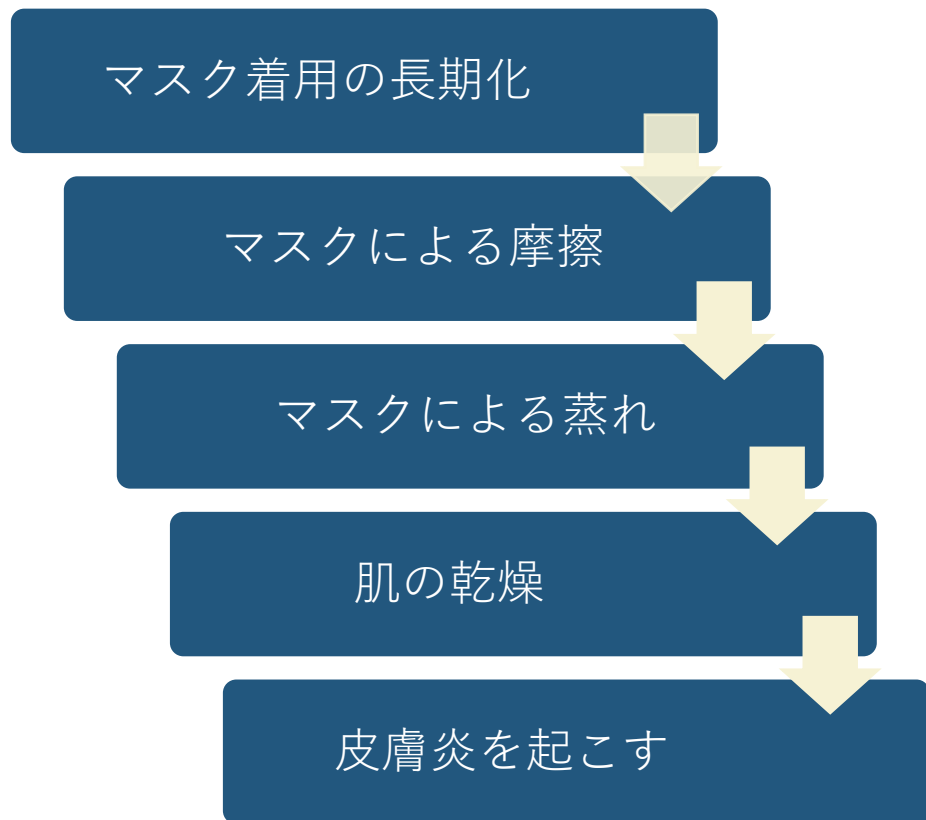 マスク着用の長期化
マスクによる摩擦
マスクによる蒸れ
肌の乾燥
皮膚炎を起こす